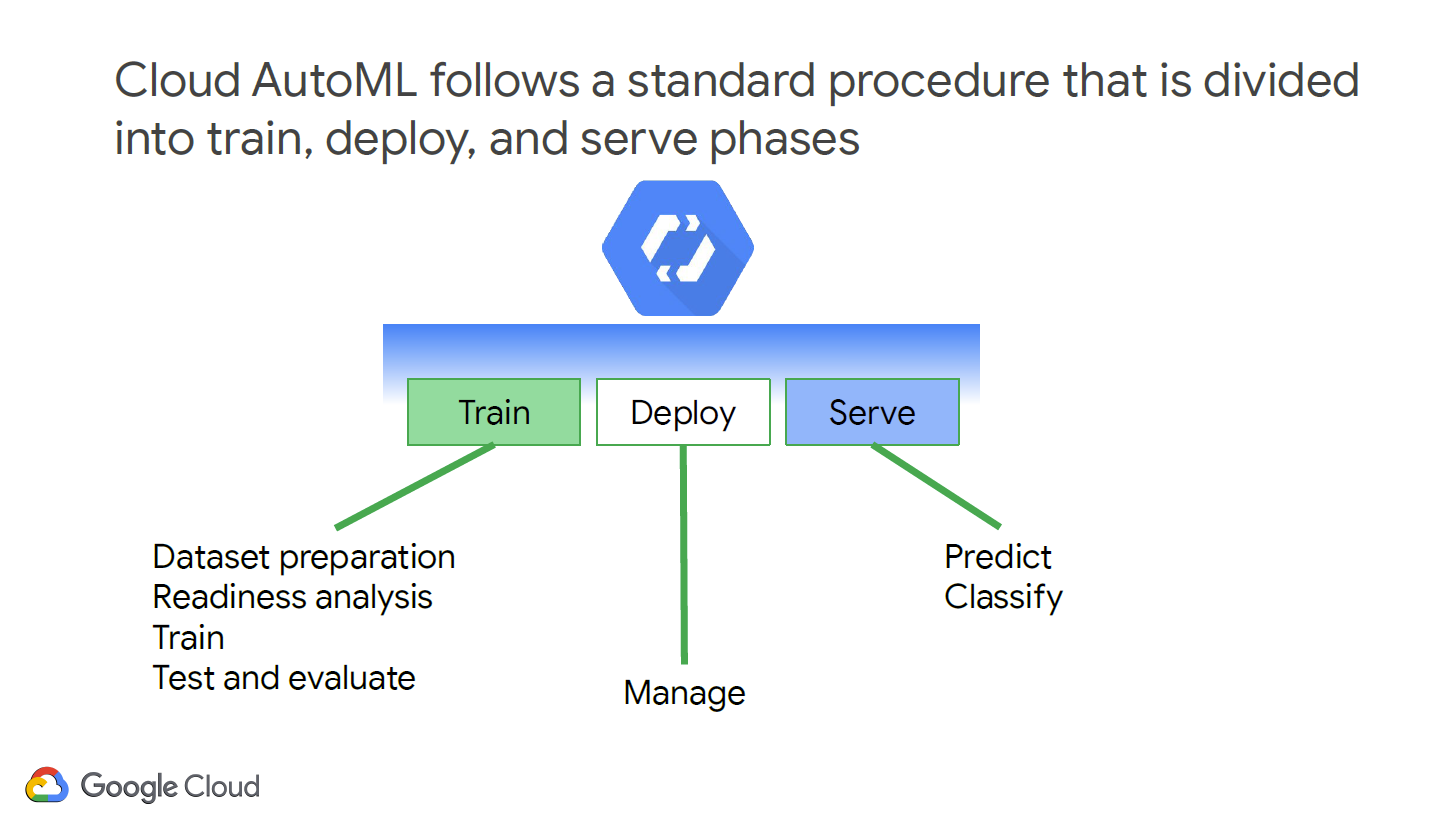 Cloud AutoML follows a standard procedure that is divided
into train, deploy, and serve phases
Train
Deploy
Serve
Dataset preparation
Readiness analysis
Train
Test and evaluate
Manage
Predict
Classify
Google Cloud